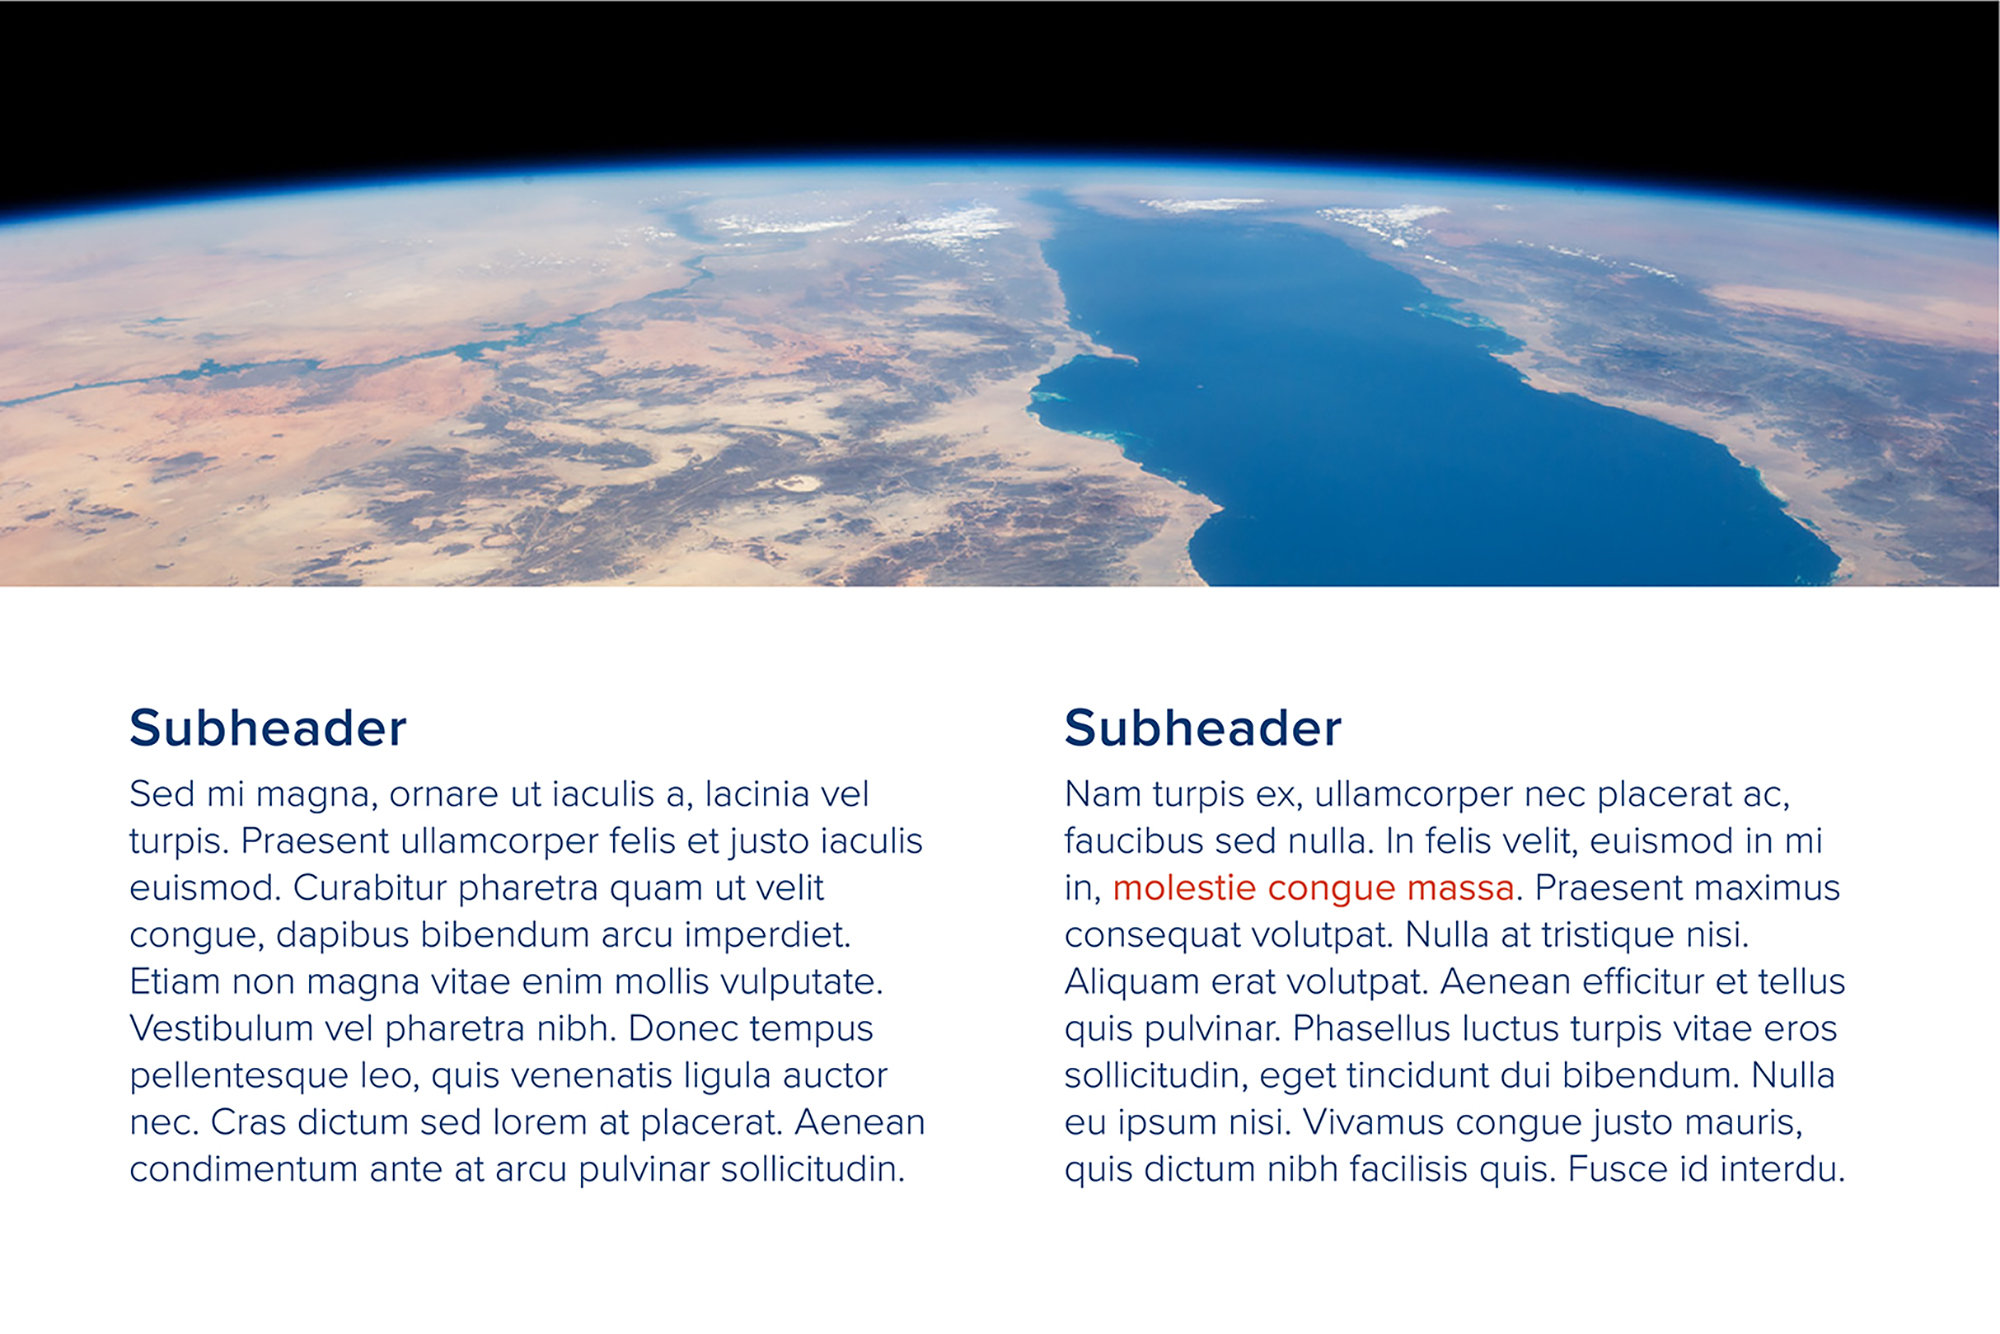 Subheader
Sed mi magna, ornare ut iaculis a, lacinia vel
turpis. Praesent ullamcorper felis et justo iaculis
euismod. Curabitur pharetra quam ut velit
congue, dapibus bibendum arcu imperdiet.
Etiam non magna vitae enim mollis vulputate.
Vestibulum vel pharetra nibh. Donec tempus
pellentesque leo, quis venenatis ligula auctor
nec. Cras dictum sed lorem at placerat. Aenean
condimentum ante at arcu pulvinar sollicitudin.
Subheader
Nam turpis ex, ullamcorper nec placerat ac,
faucibus sed nulla. In felis velit, euismod in mi
in, molestie congue massa. Praesent maximus
consequat volutpat. Nulla at tristique nisi.
Aliquam erat volutpat. Aenean efficitur et tellus
quis pulvinar. Phasellus luctus turpis vitae eros
sollicitudin, eget tincidunt dui bibendum. Nulla
eu ipsum nisi. Vivamus congue justo mauris,
quis dictum nibh facilisis quis. Fusce id interdu.